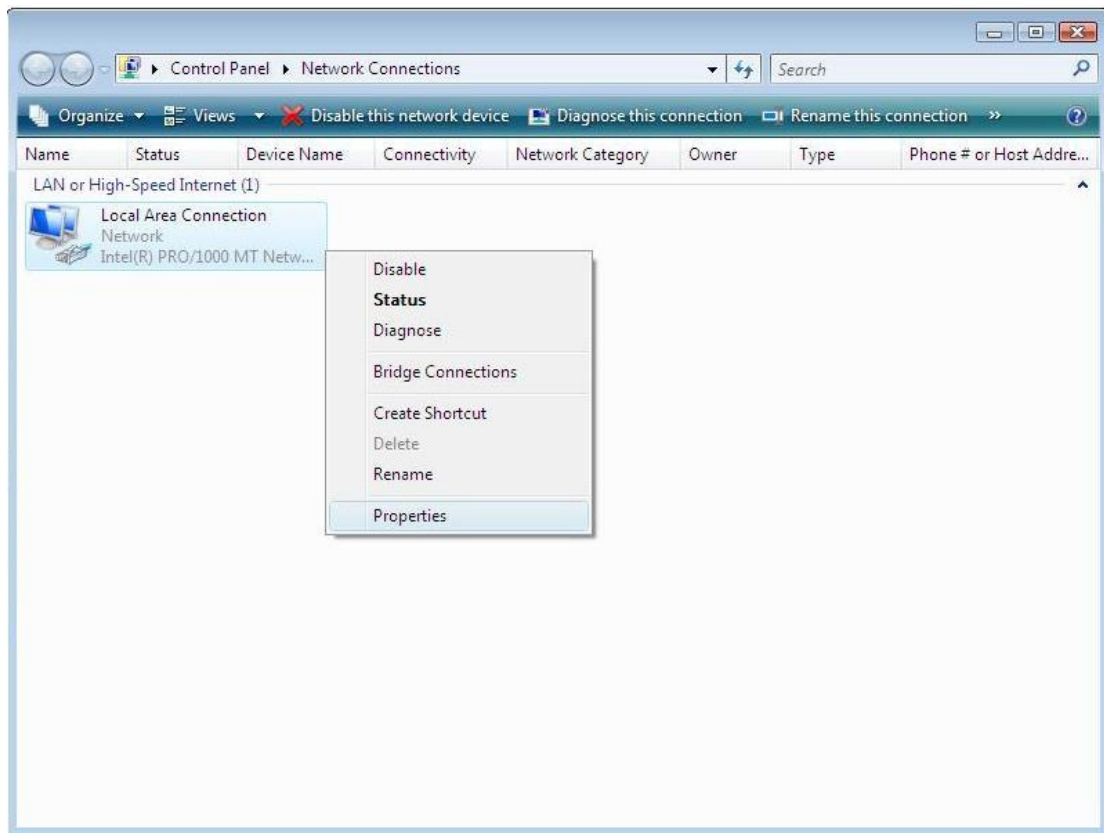 Control Panel Network Connections Search
Organize Views Disable this network device Diagnose this connection Rename this connection »
Name Status Device Name Connectivity Network Category Owner Type Phone # or Host Addre...
LAN or High-Speed Internet (1)
Local Area Connection
Network
Intel(R) PRO/1000 MT Netw...
Disable
Status
Diagnose
Bridge Connections
Create Shortcut
Delete
Rename
Properties